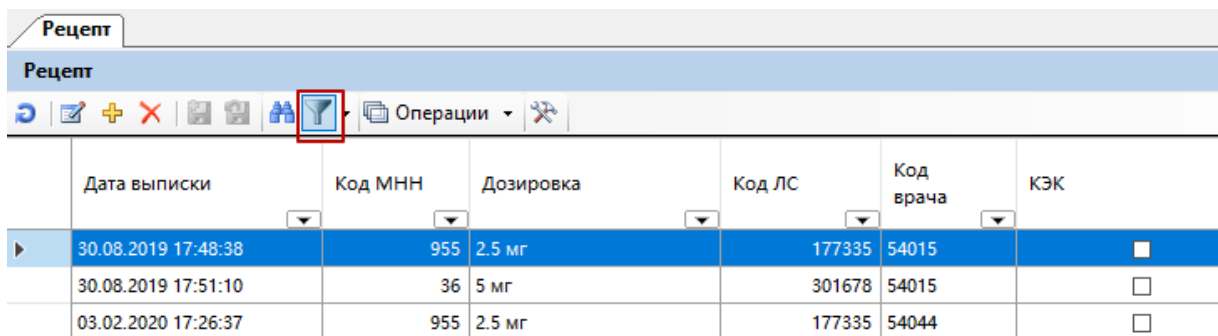 Рецепт
Рецепт
Операции
Дата выписки Код МНН Дозировка Код ЛС Код врача КЭК
30.08.2019 17:48:38 955 2.5 мг 177335 54015
30.08.2019 17:51:10 36 5 мг 301678 54015
03.02.2020 17:26:37 955 2.5 мг 177335 54044